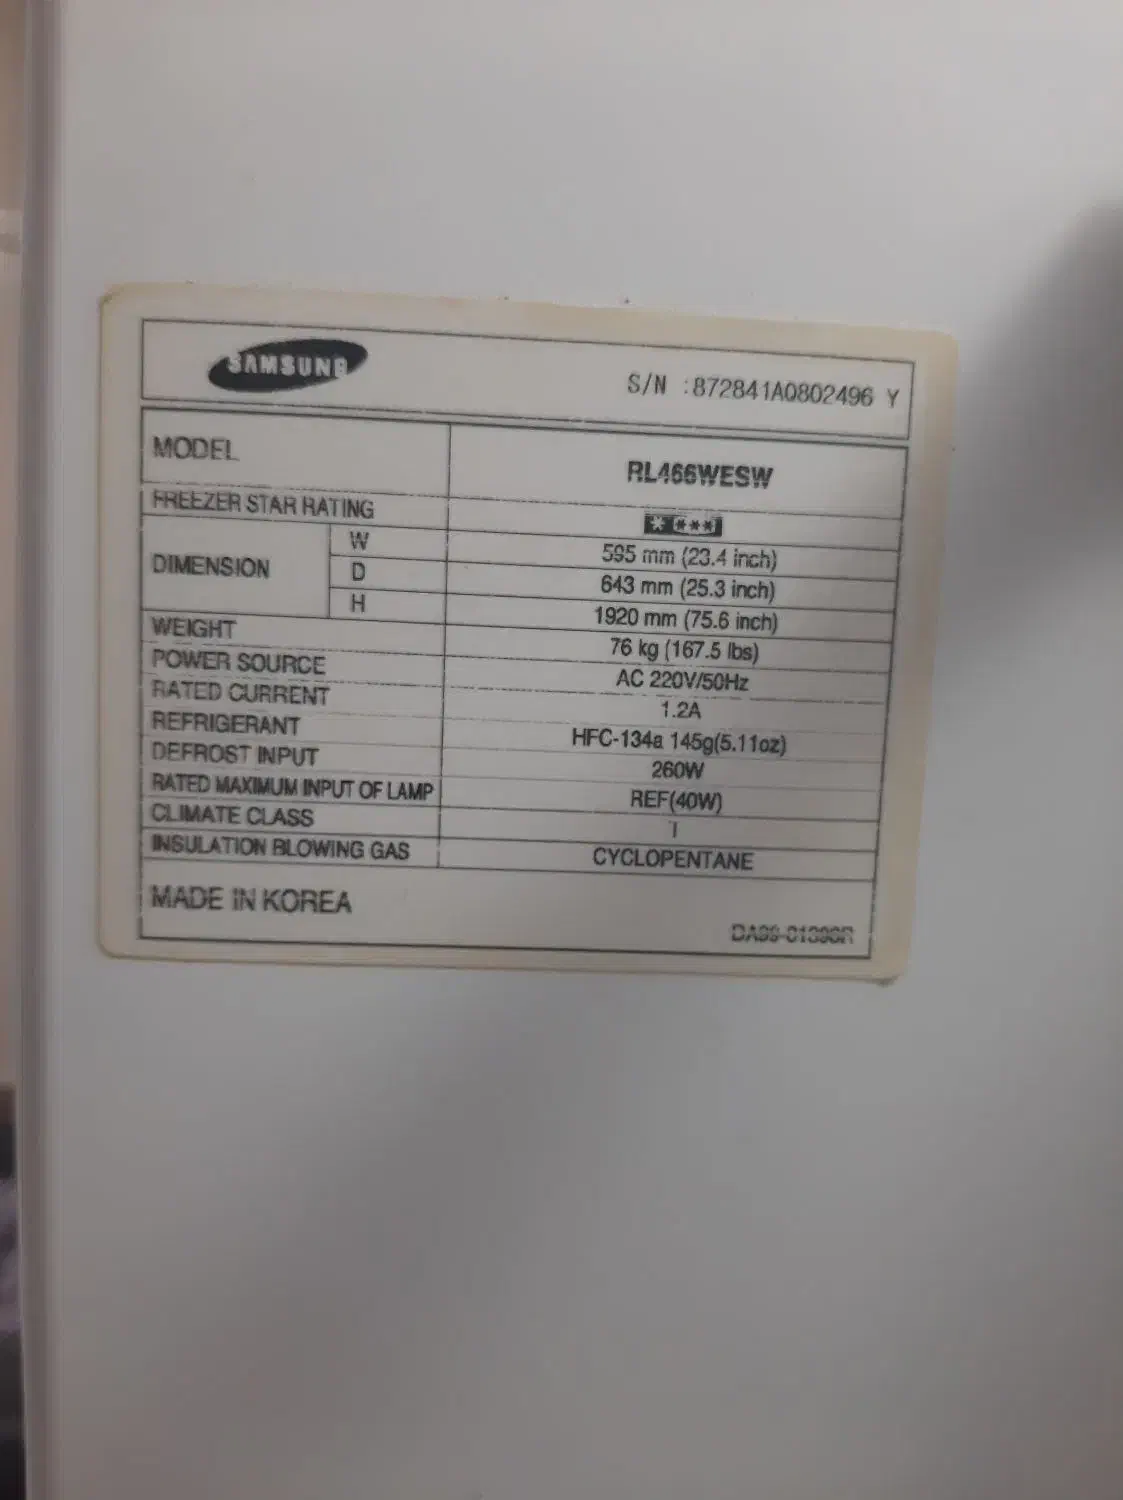 SAMSUNG
S/N :872841AQ802496 Y
MODEL RL466WESW
FREEZER STAR RATING * ***
DIMENSION W 595 mm (23.4 inch)
D 643 mm (25.3 inch)
H 1920 mm (75.6 inch)
WEIGHT 76 kg (167.5 lbs)
POWER SOURCE AC 220V/50Hz
RATED CURRENT 1.2A
REFRIGERANT HFC-134a 145g(5.11oz)
DEFROST INPUT 260W
RATED MAXIMUM INPUT OF LAMP REF(40W)
CLIMATE CLASS T
INSULATION BLOWING GAS CYCLOPENTANE
MADE IN KOREA